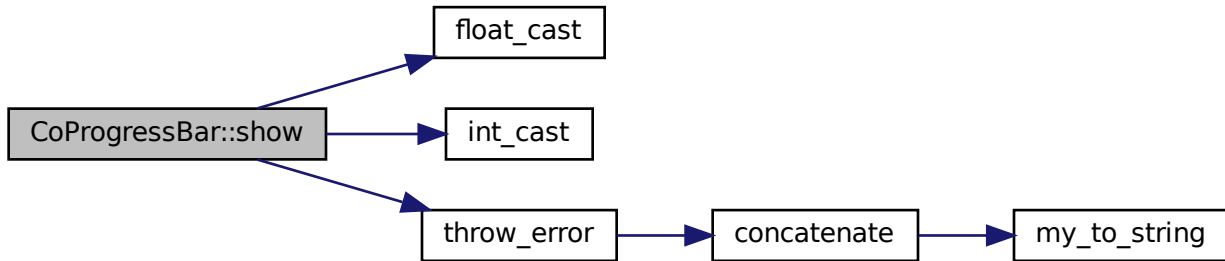 float_cast
CoProgressBar::show
int_cast
throw_error
concatenate
my_to_string